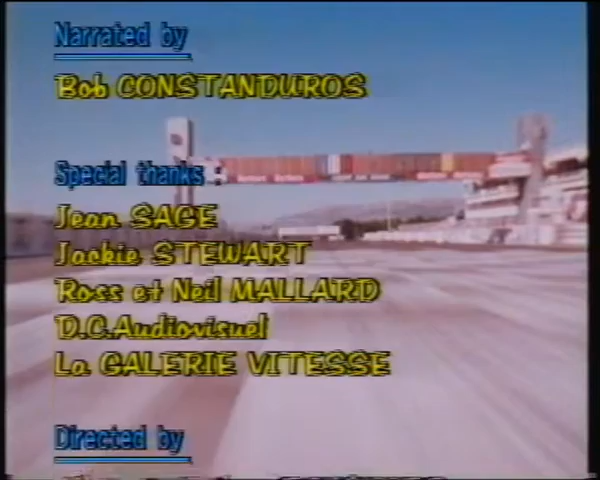 Narrated by
Bob CONSTANDUROS
Special thanks
Jean SAGE
Jackie STEWART
Ross et Neil MALLARD
D.C.Audiovisuel
La GALERIE VITESSE
Directed by